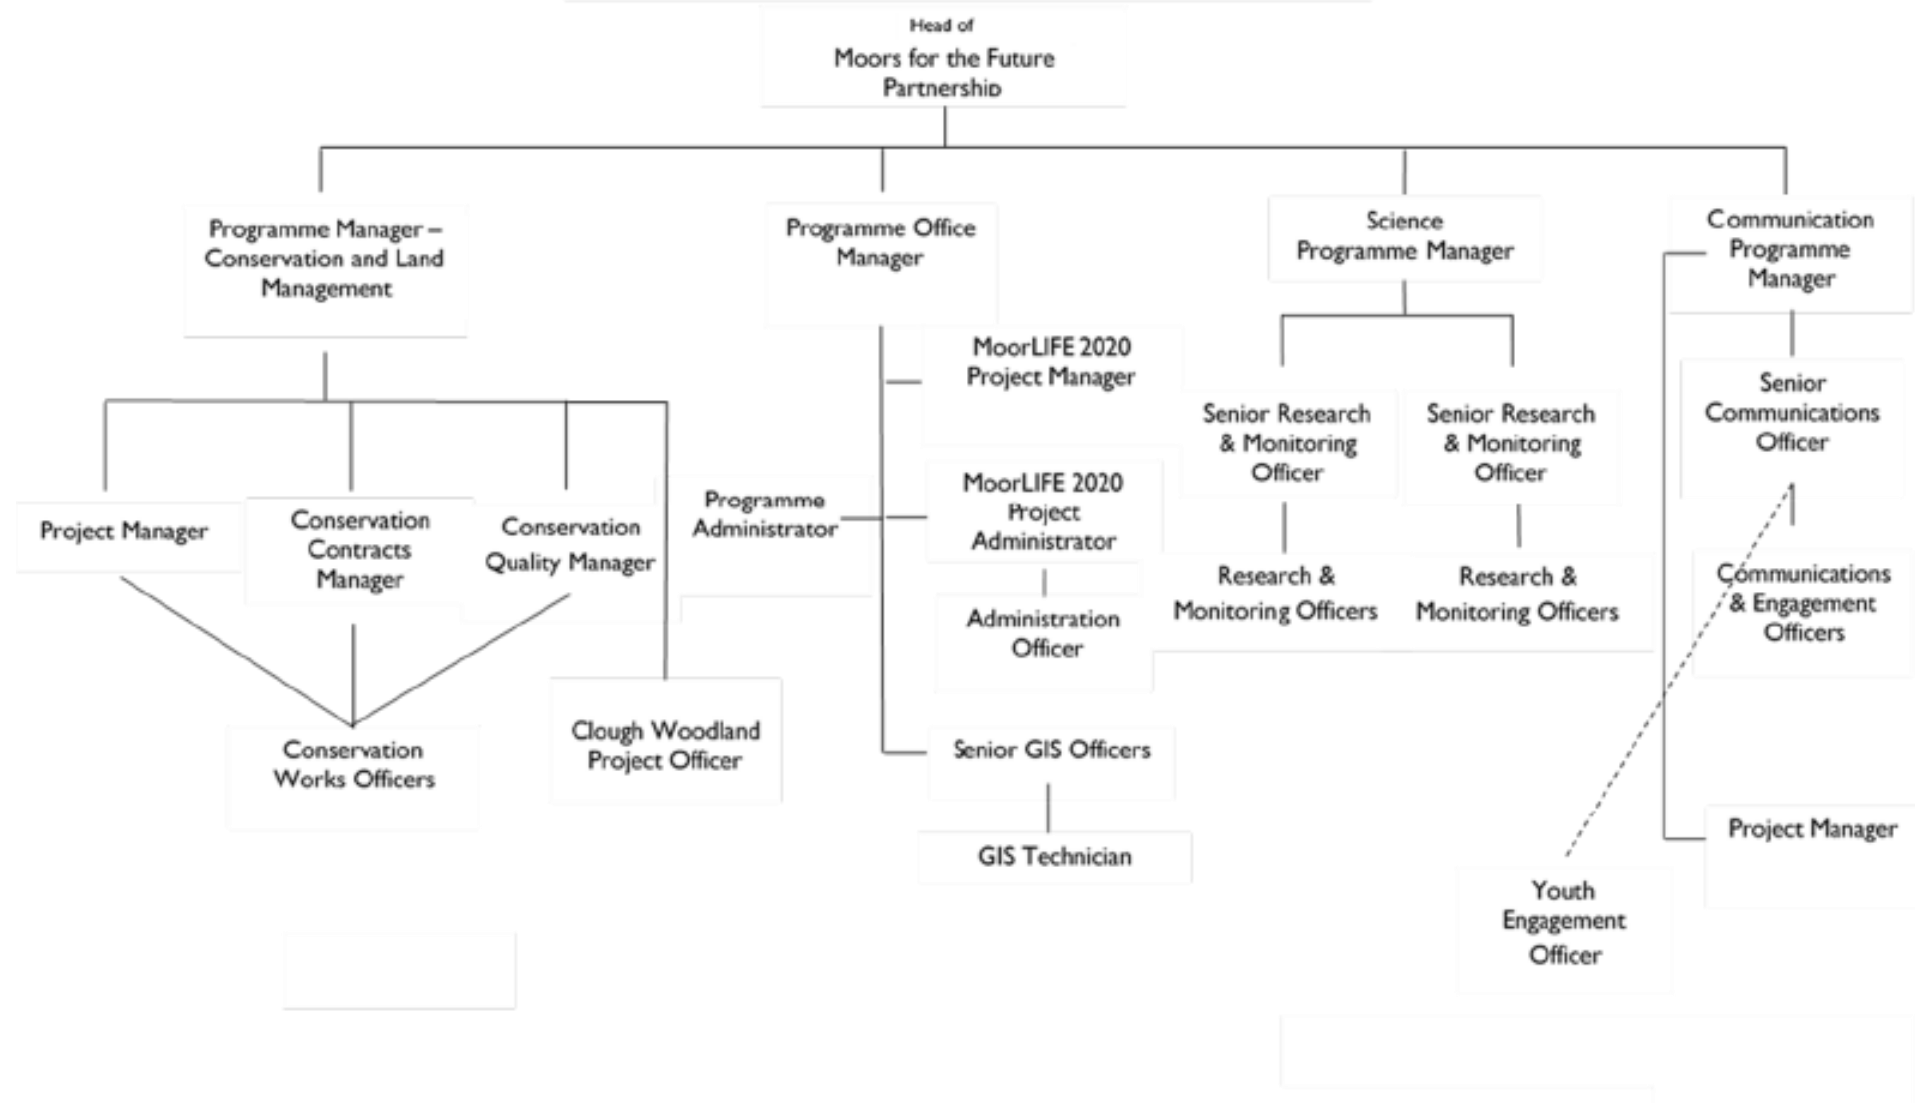 Head of
Moors for the Future
Partnership
Programme Manager –
Conservation and Land
Management
Programme Office
Manager
Science
Programme Manager
Communication
Programme
Manager
MoorLIFE 2020
Project Manager
Senior Research
& Monitoring
Officer
Senior Research
& Monitoring
Officer
Senior
Communications
Officer
Project Manager
Conservation
Contracts
Manager
Conservation
Quality Manager
Programme
Administrator
MoorLIFE 2020
Project
Administrator
Administration
Officer
Research &
Monitoring Officers
Research &
Monitoring Officers
Communications
& Engagement
Officers
Conservation
Works Officers
Clough Woodland
Project Officer
Senior GIS Officers
GIS Technician
Project Manager
Youth
Engagement
Officer